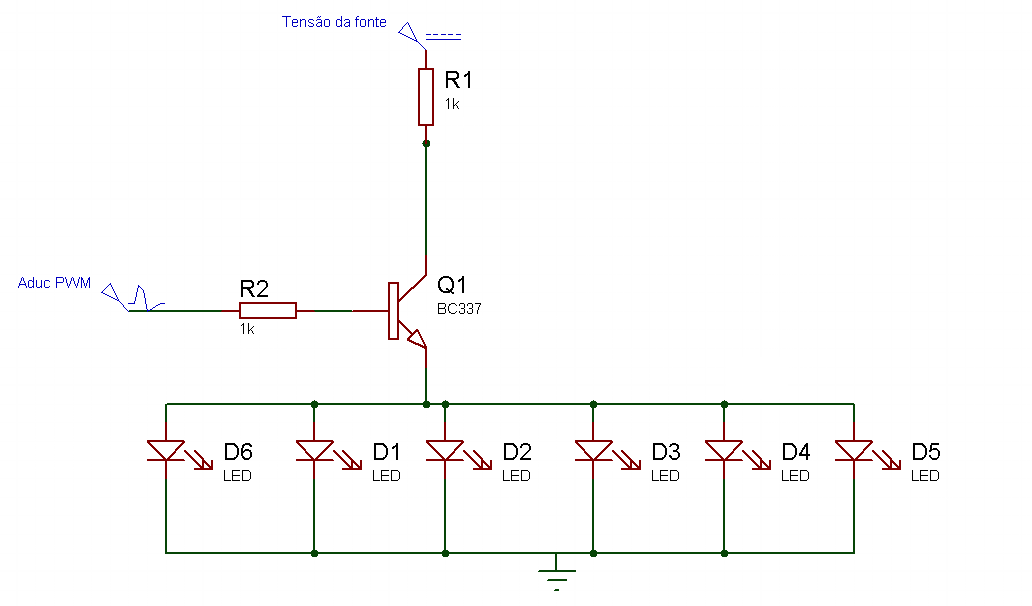 Tensão da fonte
R1
1k
Aduc PWM
R2
1k
Q1
BC337
D6
LED
D1
LED
D2
LED
D3
LED
D4
LED
D5
LED